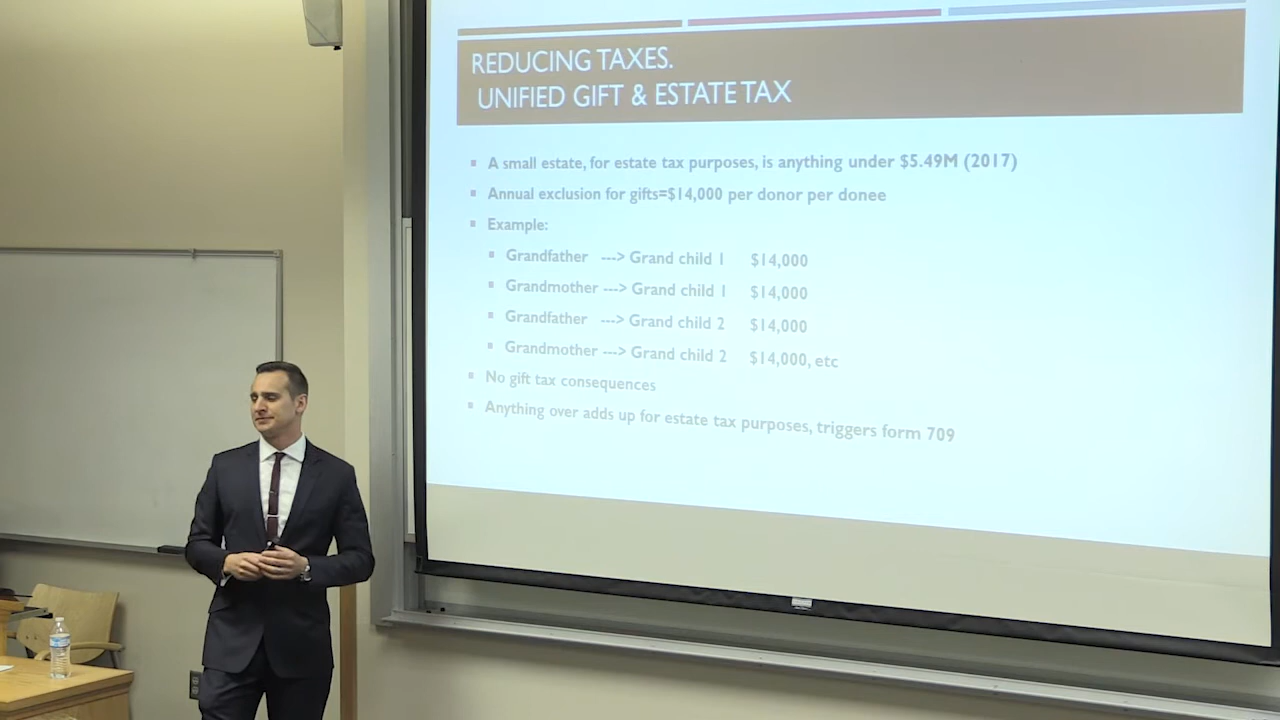 REDUCING TAXES.
UNIFIED GIFT & ESTATE TAX
▪ A small estate, for estate tax purposes, is anything under $5.49M (2017)
▪ Annual exclusion for gifts=$14,000 per donor per donee
▪ Example:
▪ Grandfather ---> Grand child 1 $14,000
▪ Grandmother ---> Grand child 1 $14,000
▪ Grandfather ---> Grand child 2 $14,000
▪ Grandmother ---> Grand child 2 $14,000, etc
▪ No gift tax consequences
▪ Anything over adds up for estate tax purposes, triggers form 709